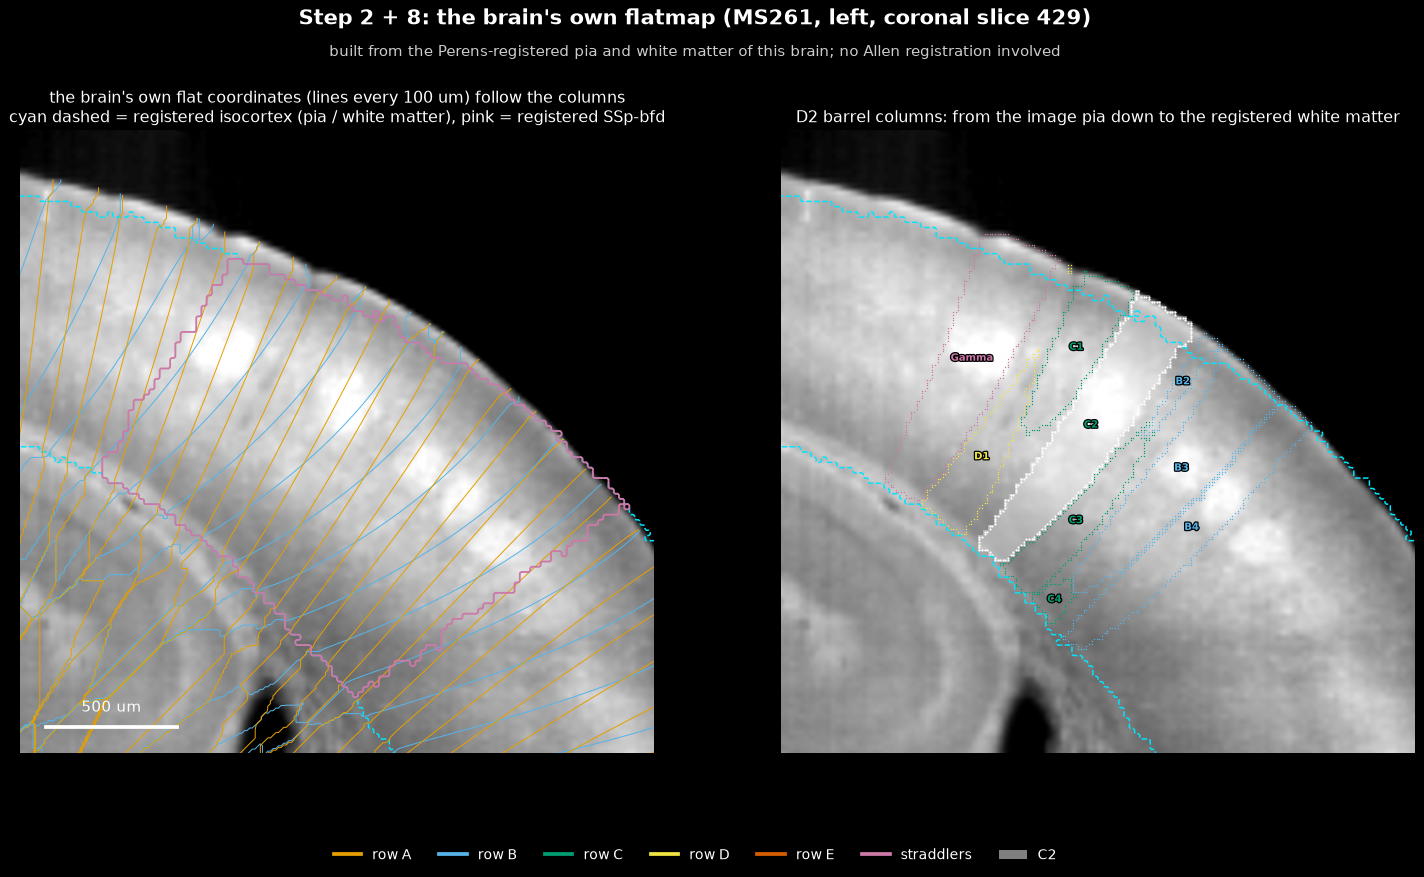 Step 2 + 8: the brain's own flatmap (MS261, left, coronal slice 429)
built from the Perens-registered pia and white matter of this brain; no Allen registration involved
the brain's own flat coordinates (lines every 100 um) follow the columns
cyan dashed = registered isocortex (pia / white matter), pink = registered SSp-bfd
D2 barrel columns: from the image pia down to the registered white matter
C1
Gamma
B2
C2
D1
B3
C3
B4
C4
500 um
row A
row B
row C
row D
row E
straddlers
C2